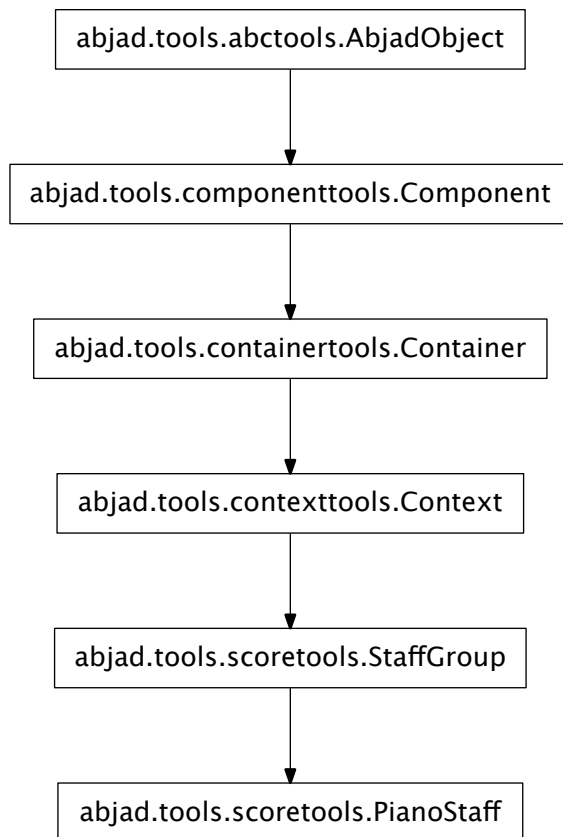 abjad.tools.abctools.AbjadObject
abjad.tools.componenttools.Component
abjad.tools.containertools.Container
abjad.tools.contexttools.Context
abjad.tools.scoretools.StaffGroup
abjad.tools.scoretools.PianoStaff